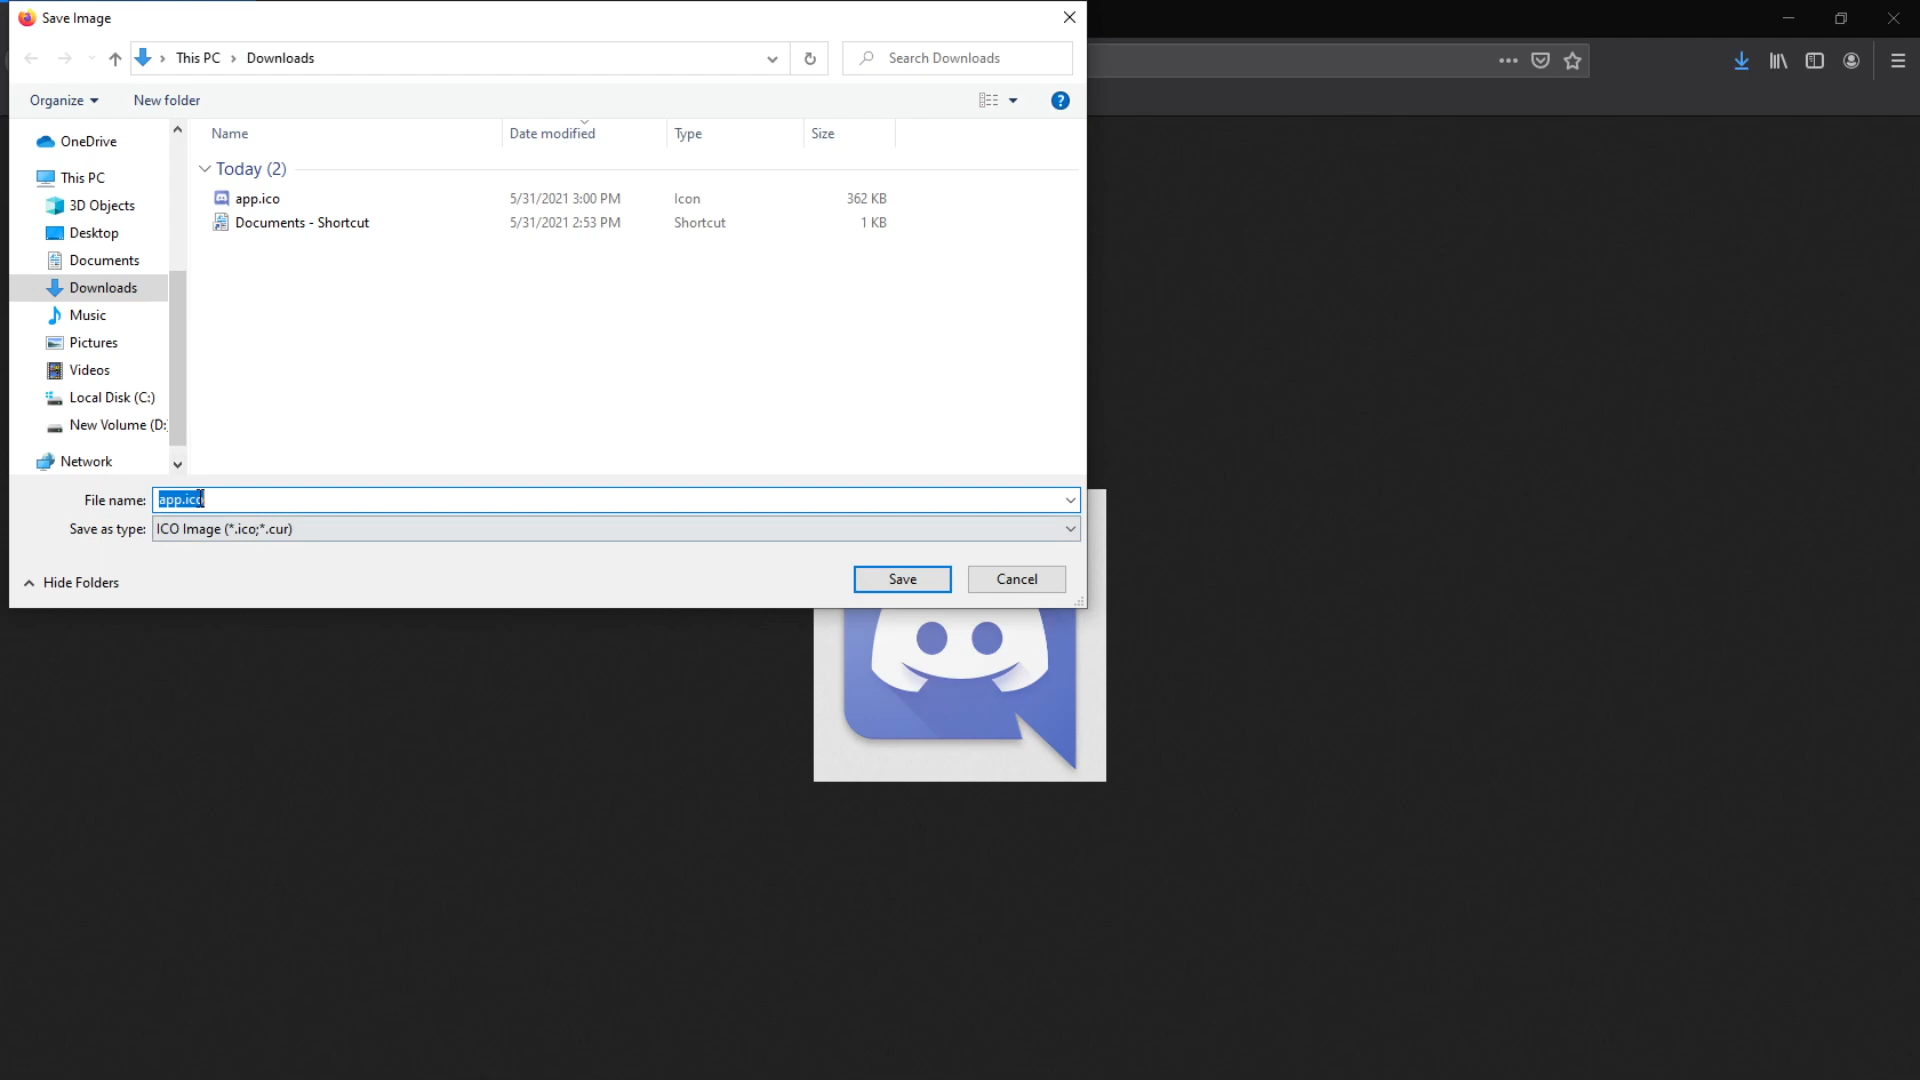 Save Image
This PC > Downloads
Search Downloads
Organize
New folder
?
OneDrive
This PC
3D Objects
Desktop
Documents
Downloads
Music
Pictures
Videos
Local Disk (C:)
New Volume (D:
Network
Name Date modified Type Size
Today (2)
app.ico 5/31/2021 3:00 PM Icon 362 KB
Documents - Shortcut 5/31/2021 2:53 PM Shortcut 1 KB
File name: app.ico
Save as type: ICO Image (*.ico;*.cur)
Hide Folders
Save
Cancel